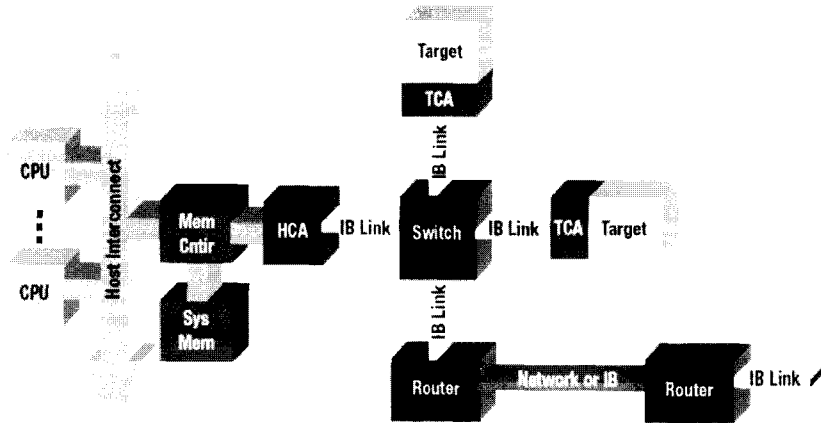 Target
TCA
IB Link
CPU
CPU
Host Interconnect
Mem
Cntlr
Sys
Mem
HCA
IB Link
Switch
IB Link
TCA
Target
IB Link
Router
Network or IB
Router
IB Link